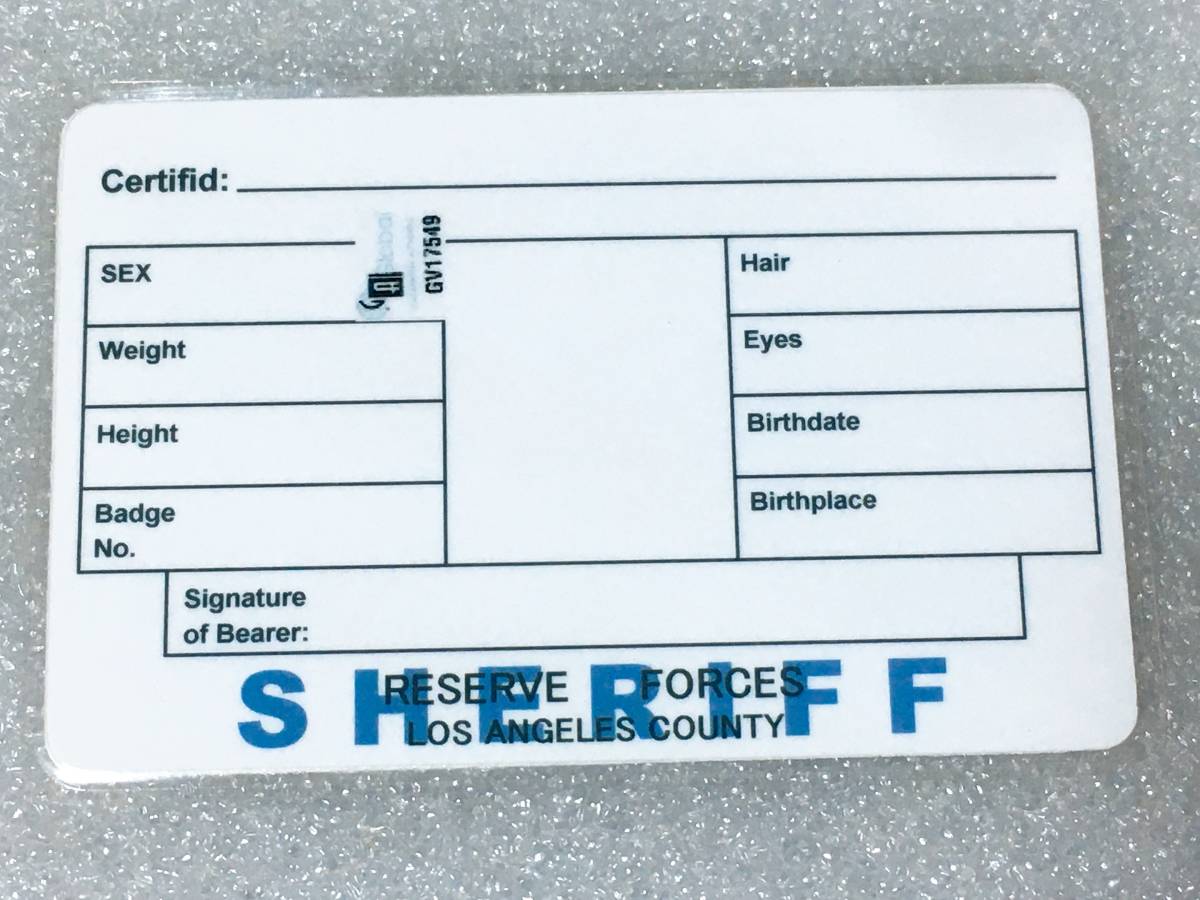 Certifid:
SEX
GV17549
Hair
Weight
Eyes
Height
Birthdate
Badge
No.
Birthplace
Signature
of Bearer:
SHERIFF
RESERVE FORCES
LOS ANGELES COUNTY